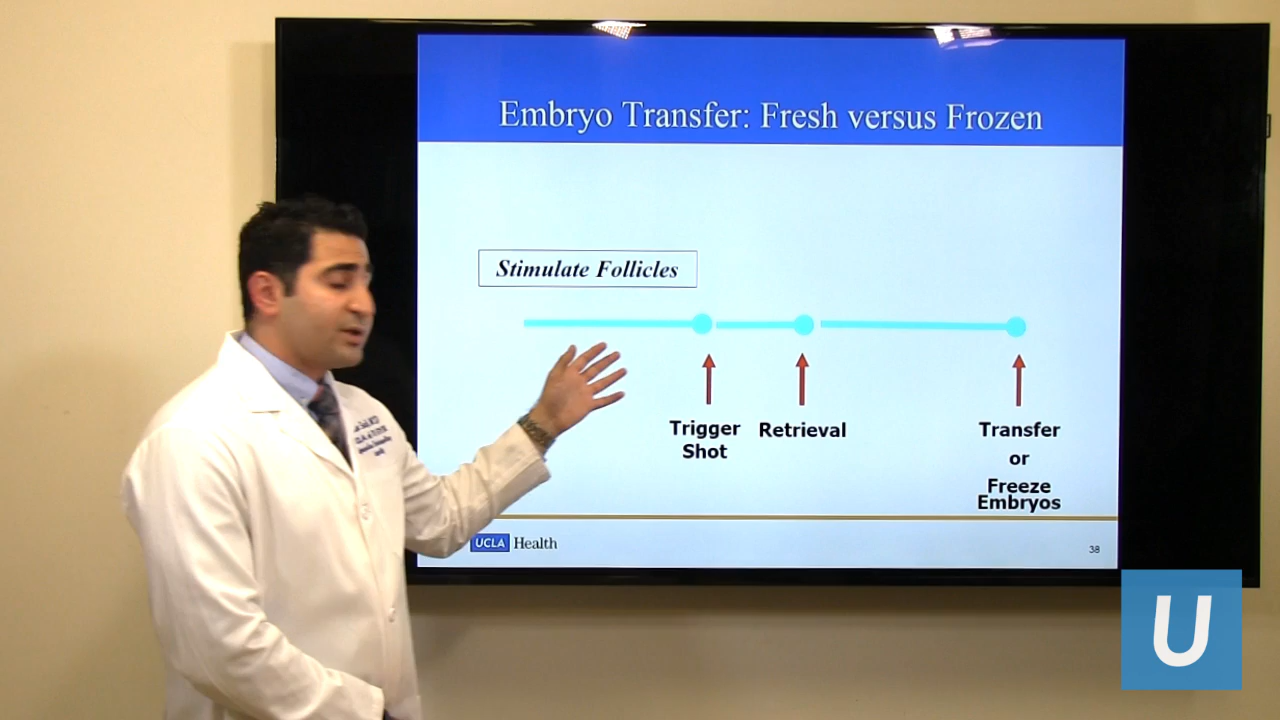 Embryo Transfer: Fresh versus Frozen
Stimulate Follicles
Trigger
Shot
Retrieval
Transfer
or
Freeze
Embryos
UCLA Health
38
U